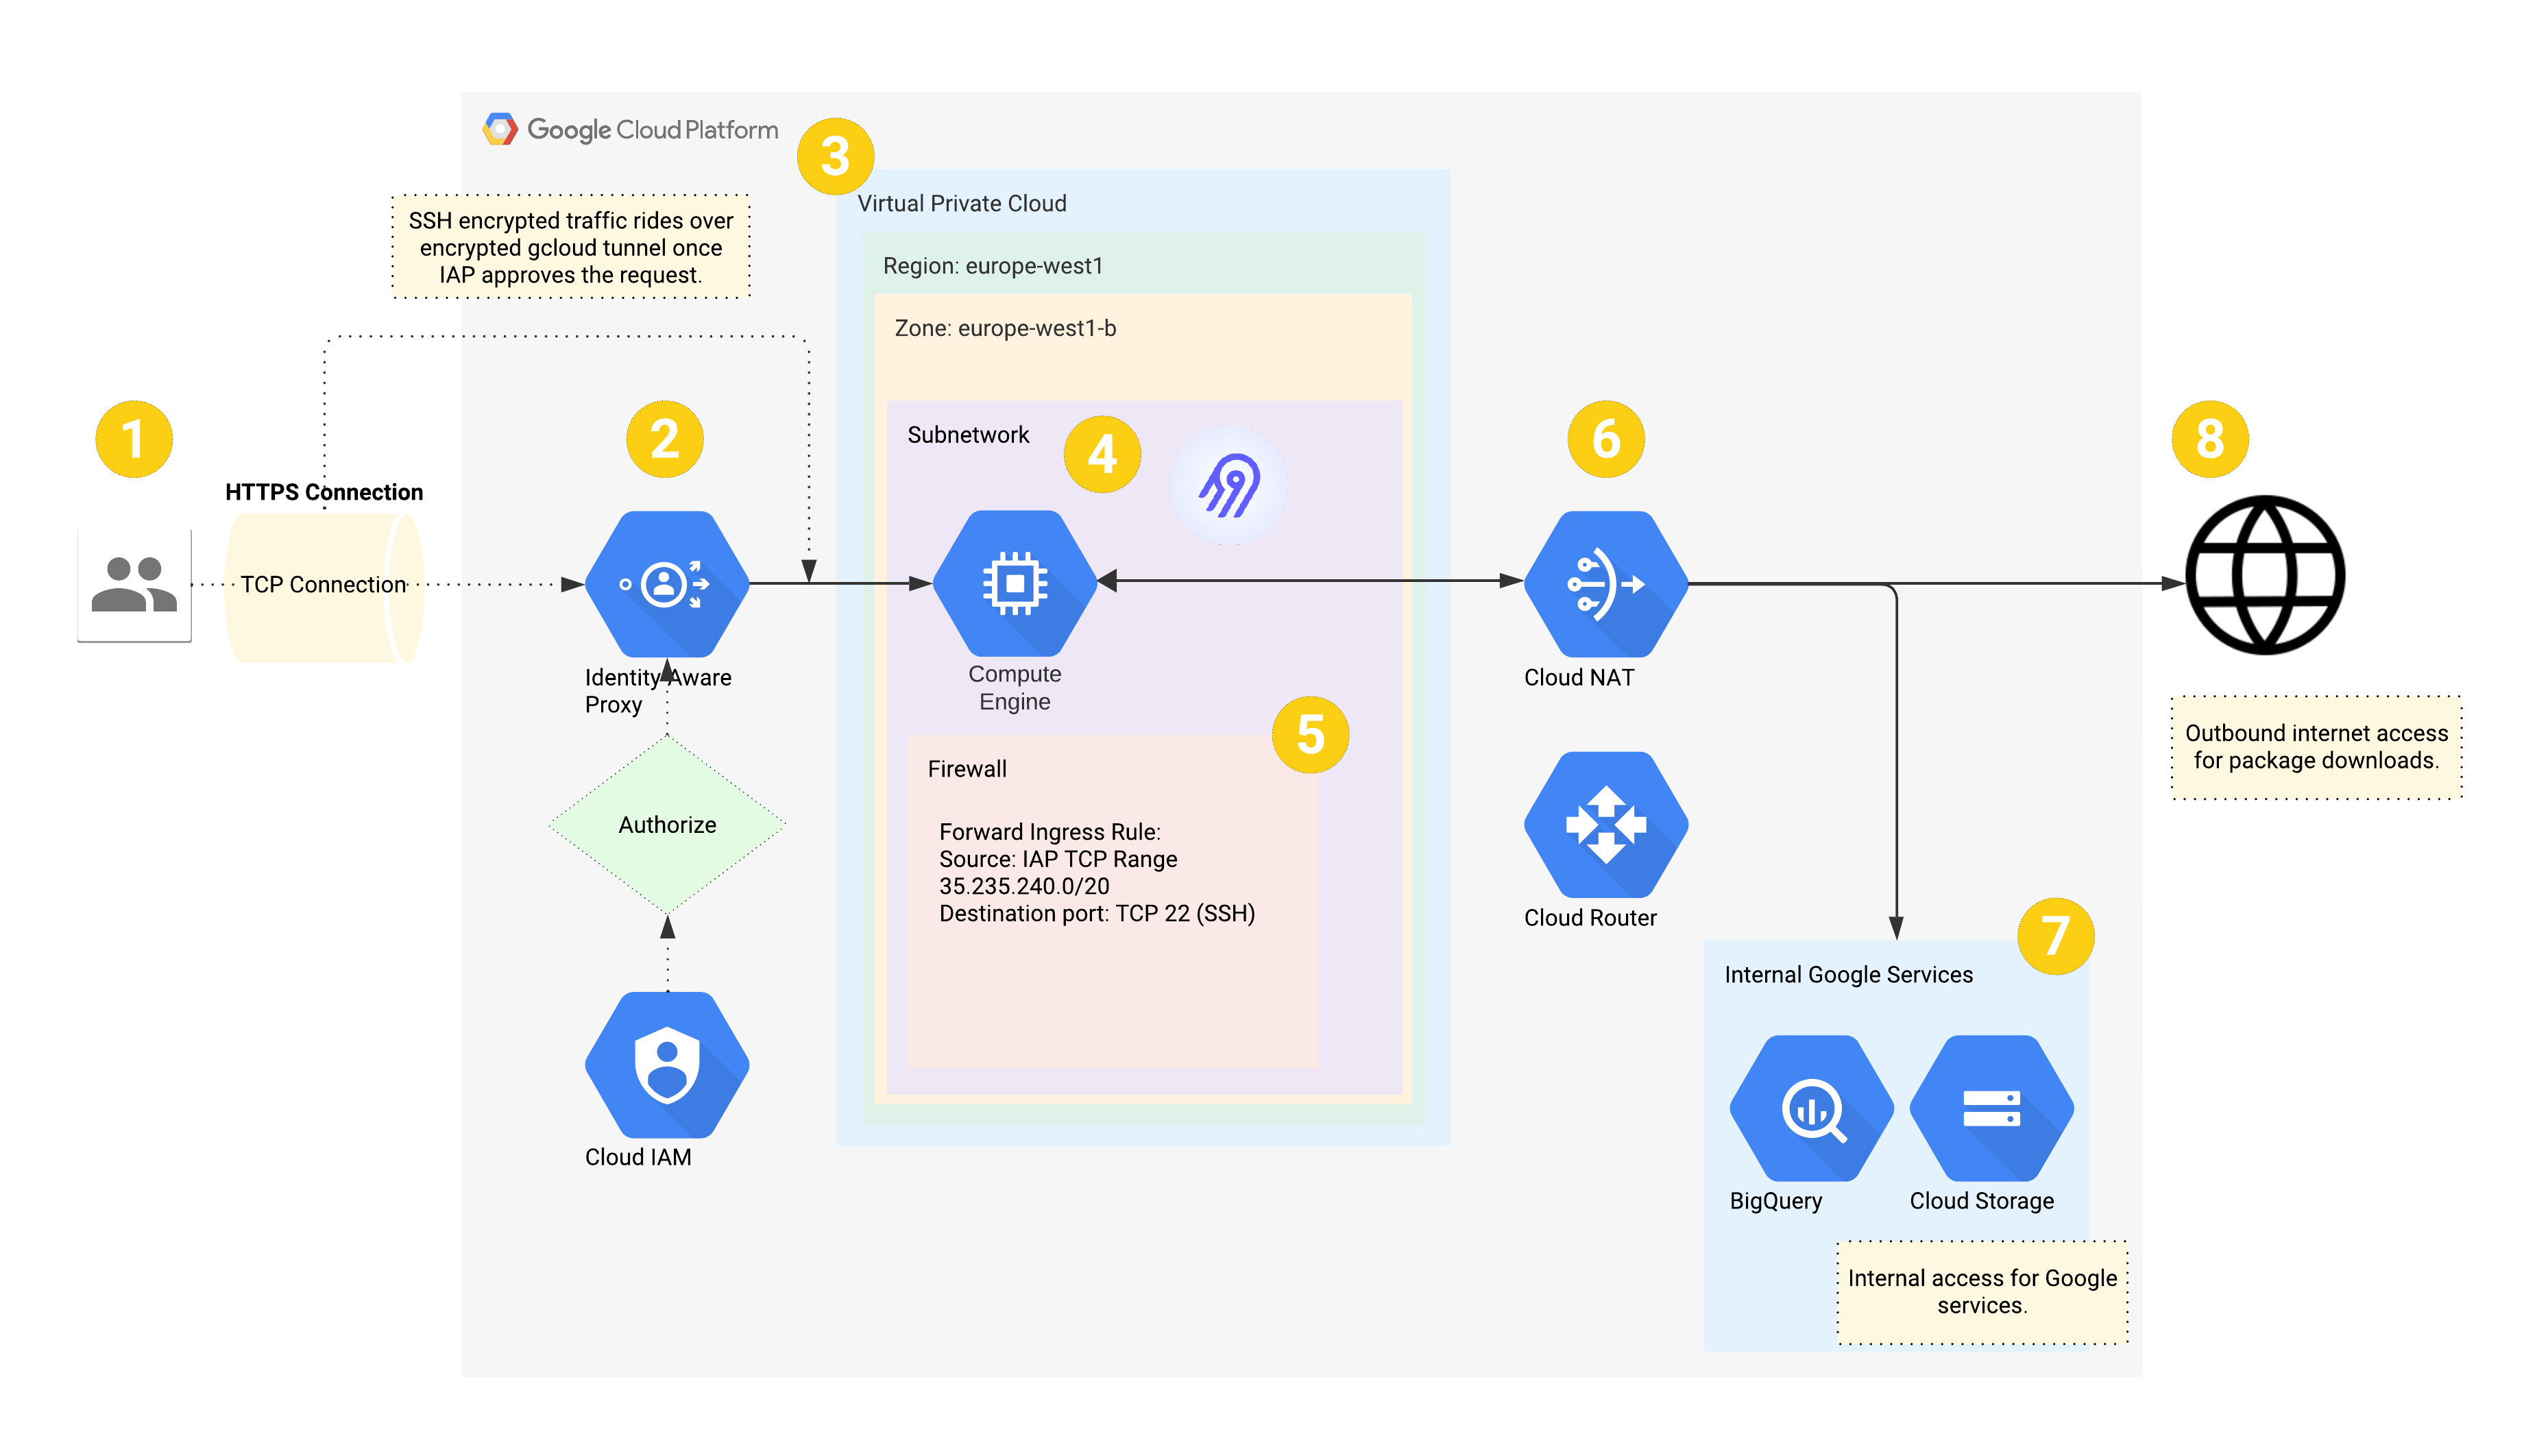 Google Cloud Platform
3
Virtual Private Cloud
SSH encrypted traffic rides over
encrypted gcloud tunnel once
IAP approves the request.
Region: europe-west1
Zone: europe-west1-b
1
2
Subnetwork
4
6
8
HTTPS Connection
TCP Connection
Identity-Aware
Proxy
Compute
Engine
Cloud NAT
5
Outbound internet access
for package downloads.
Firewall
Authorize
Forward Ingress Rule:
Source: IAP TCP Range
35.235.240.0/20
Destination port: TCP 22 (SSH)
Cloud Router
7
Internal Google Services
Cloud IAM
BigQuery
Cloud Storage
Internal access for Google
services.